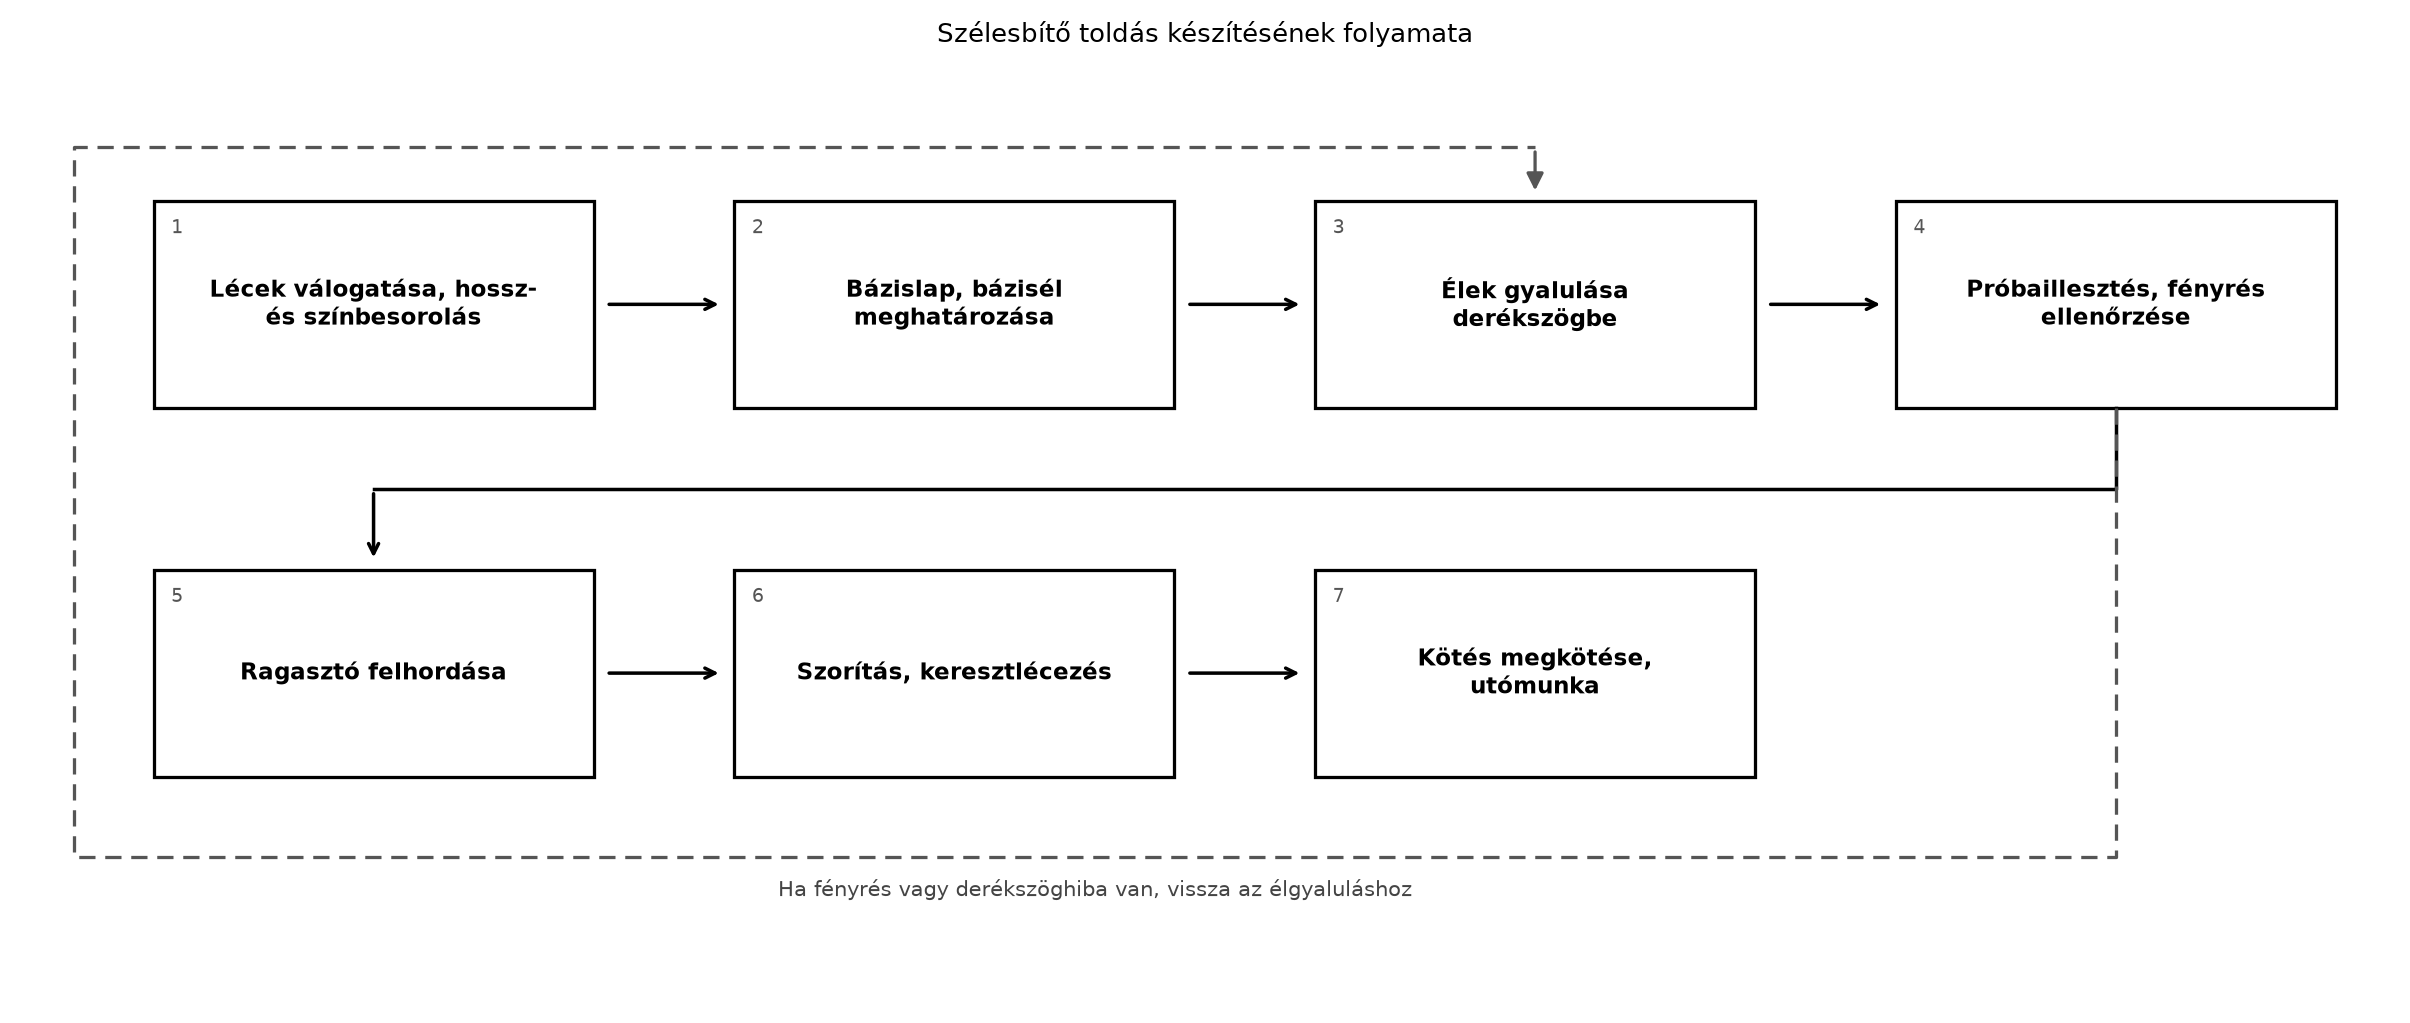 Szélesbítő toldás készítésének folyamata
1
Lécek válogatása, hossz-
és színbesorolás
2
Bázislap, bázisél
meghatározása
3
Élek gyalulása
derékszögbe
4
Próbaillesztés, fényrés
ellenőrzése
5
Ragasztó felhordása
6
Szorítás, keresztlécezés
7
Kötés megkötése,
utómunka
Ha fényrés vagy derékszöghiba van, vissza az élgyaluláshoz